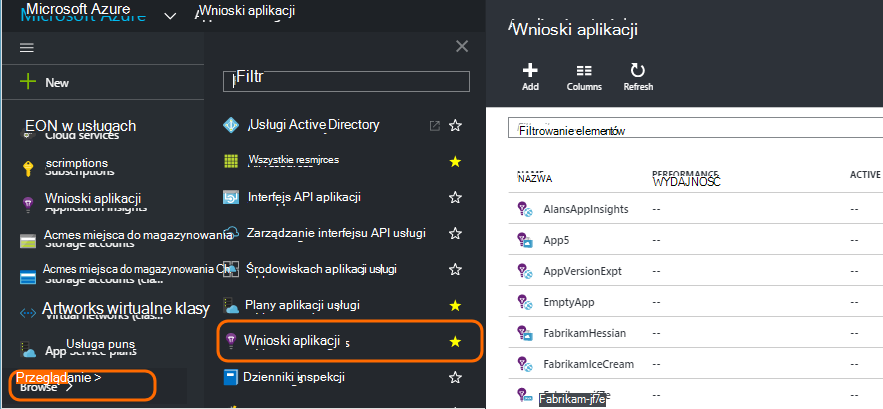 Microsoft Azure
Wnioski aplikacji
New
EON w usługach
Cloud services
scrimptions
Subscriptions
Wnioski aplikacji
Application Insights
Acmes miejsca do magazynowania
Storage accounts
Acmes miejsca do magazynowania
Storage accounts (clas...
Artworks wirtualne klasy
Virtual networks (clas...
Usługa puns
App Service plans
Przeglądanie >
Browse >
Filtr
Usługi Active Directory
Wszystkie resmjrces
Interfejs API aplikacji
Zarządzanie interfejsu API usługi
Środowiskach aplikacji usługi
Plany aplikacji usługi
Wnioski aplikacji
Dzienniki inspekcji
Wnioski aplikacji
Add Columns Refresh
Filtrowanie elementów
NAME PERFORMANCE ACTIVE
NAZWA WYDAJNOŚĆ
AlansAppInsights -- --
App5 -- --
AppVersionExpt -- --
EmptyApp -- --
FabrikamHessian -- --
FabrikamIceCream -- --
Fabrikam-jf7e -- --